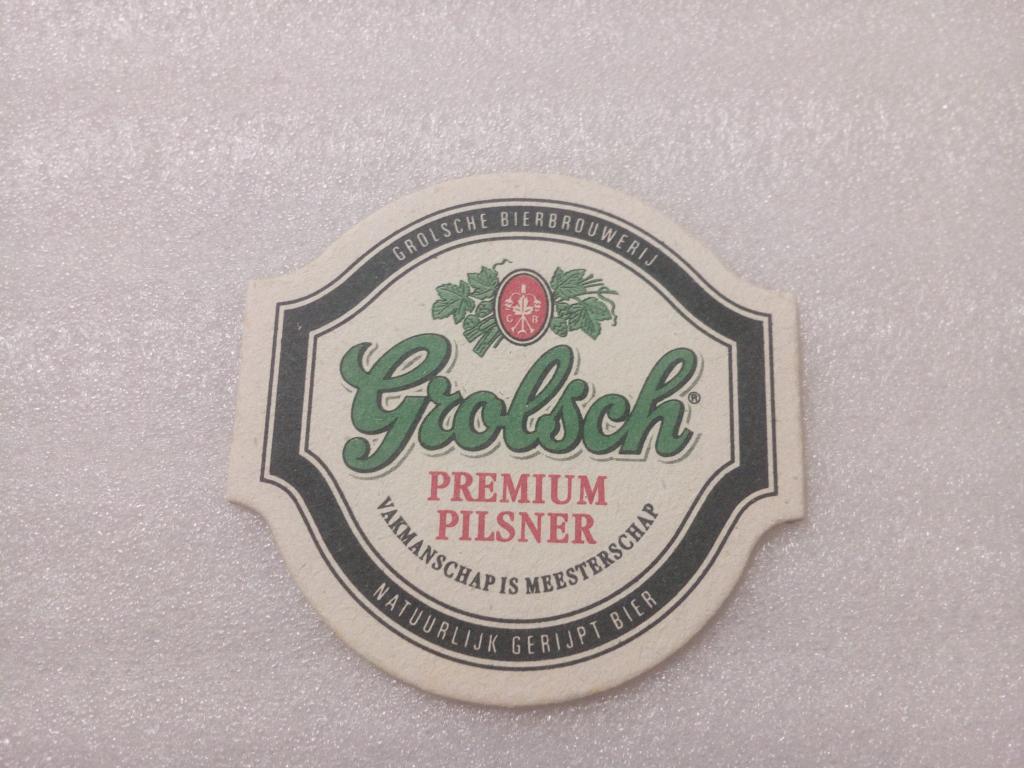 GROLSCHE BIERBROUWERIJ
G B
Grolsch®
PREMIUM
PILSNER
VAKMANSCHAP IS MEESTERSCHAP
NATUURLIJK GERIJPT BIER